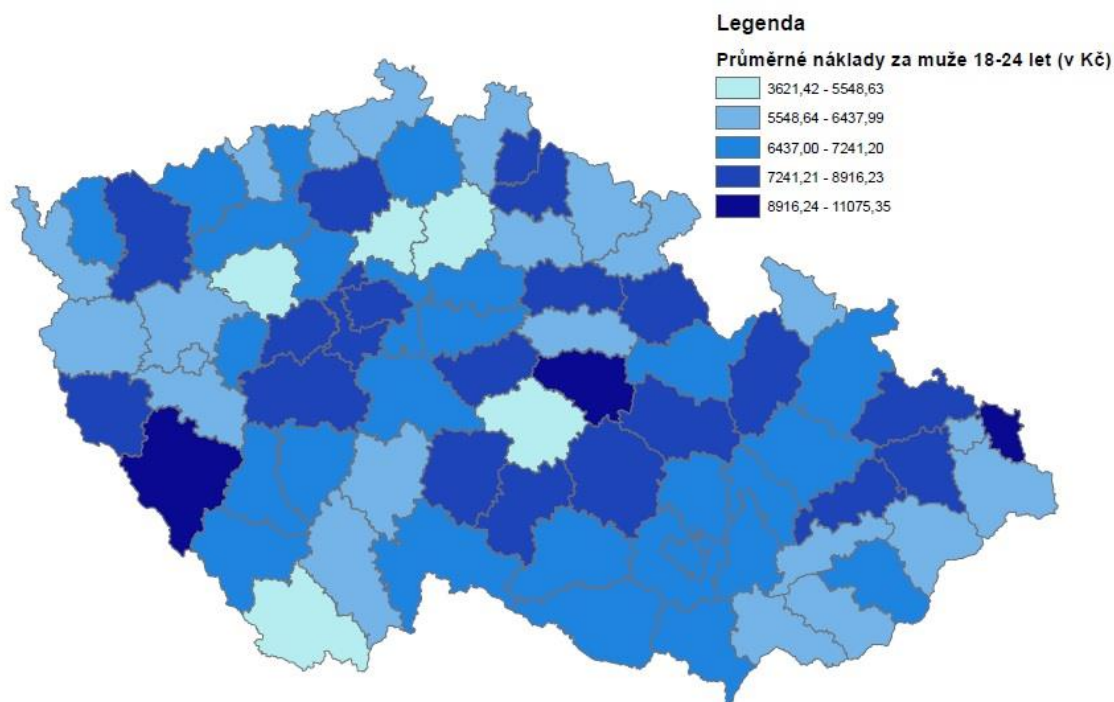 Legenda
Průměrné náklady za muže 18-24 let (v Kč)
3621,42 - 5548,63
5548,64 - 6437,99
6437,00 - 7241,20
7241,21 - 8916,23
8916,24 - 11075,35